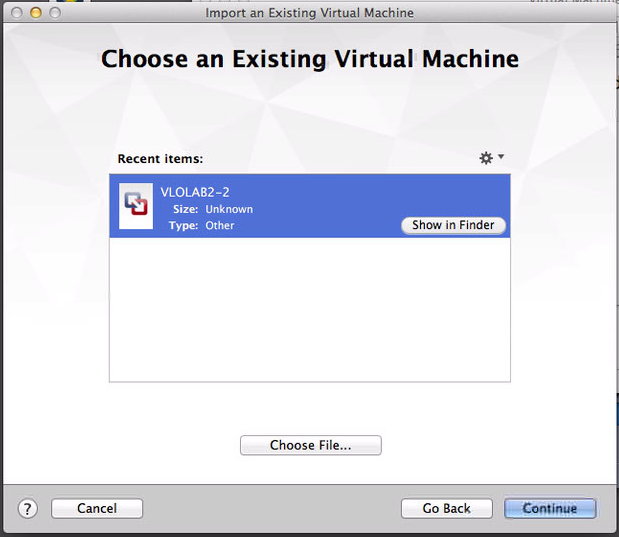 Import an Existing Virtual Machine
Choose an Existing Virtual Machine
Recent items:
VLOLAB2-2
Size: Unknown
Type: Other
Show in Finder
Choose File...
?
Cancel
Go Back
Continue